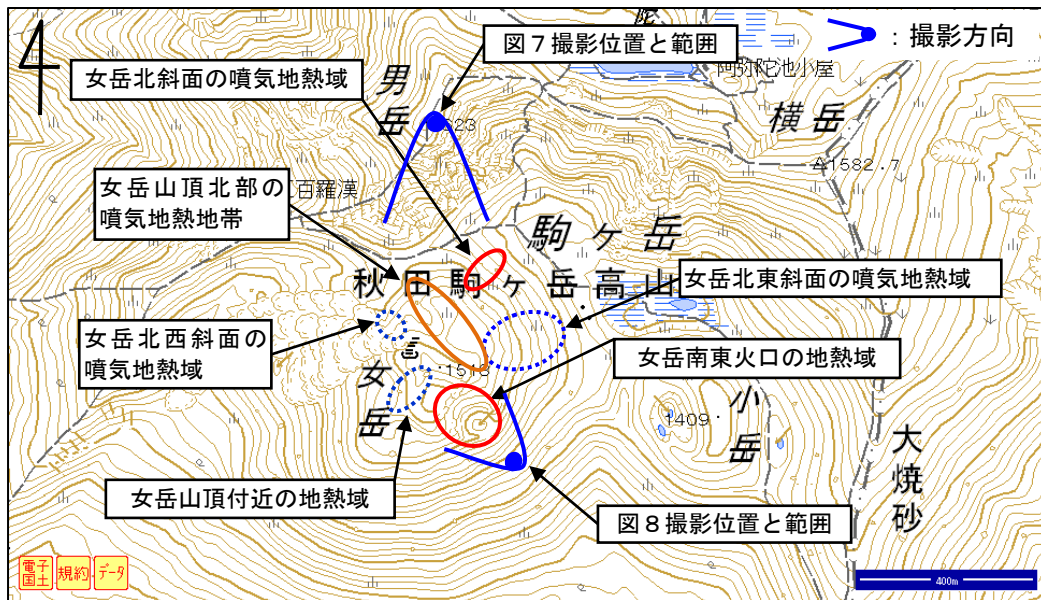 4
図7撮影位置と範囲
：撮影方向
女岳北斜面の噴気地熱域
男岳
阿弥陀池小屋
横岳
1582.7
女岳山頂北部の
噴気地熱地帯
百羅漢
駒ヶ岳
秋田駒ヶ岳高山
女岳北東斜面の噴気地熱域
女岳北西斜面の
噴気地熱域
女岳南東火口の地熱域
女岳
小岳
1409
大焼砂
女岳山頂付近の地熱域
図8撮影位置と範囲
電子
国土
規約
データ
400m